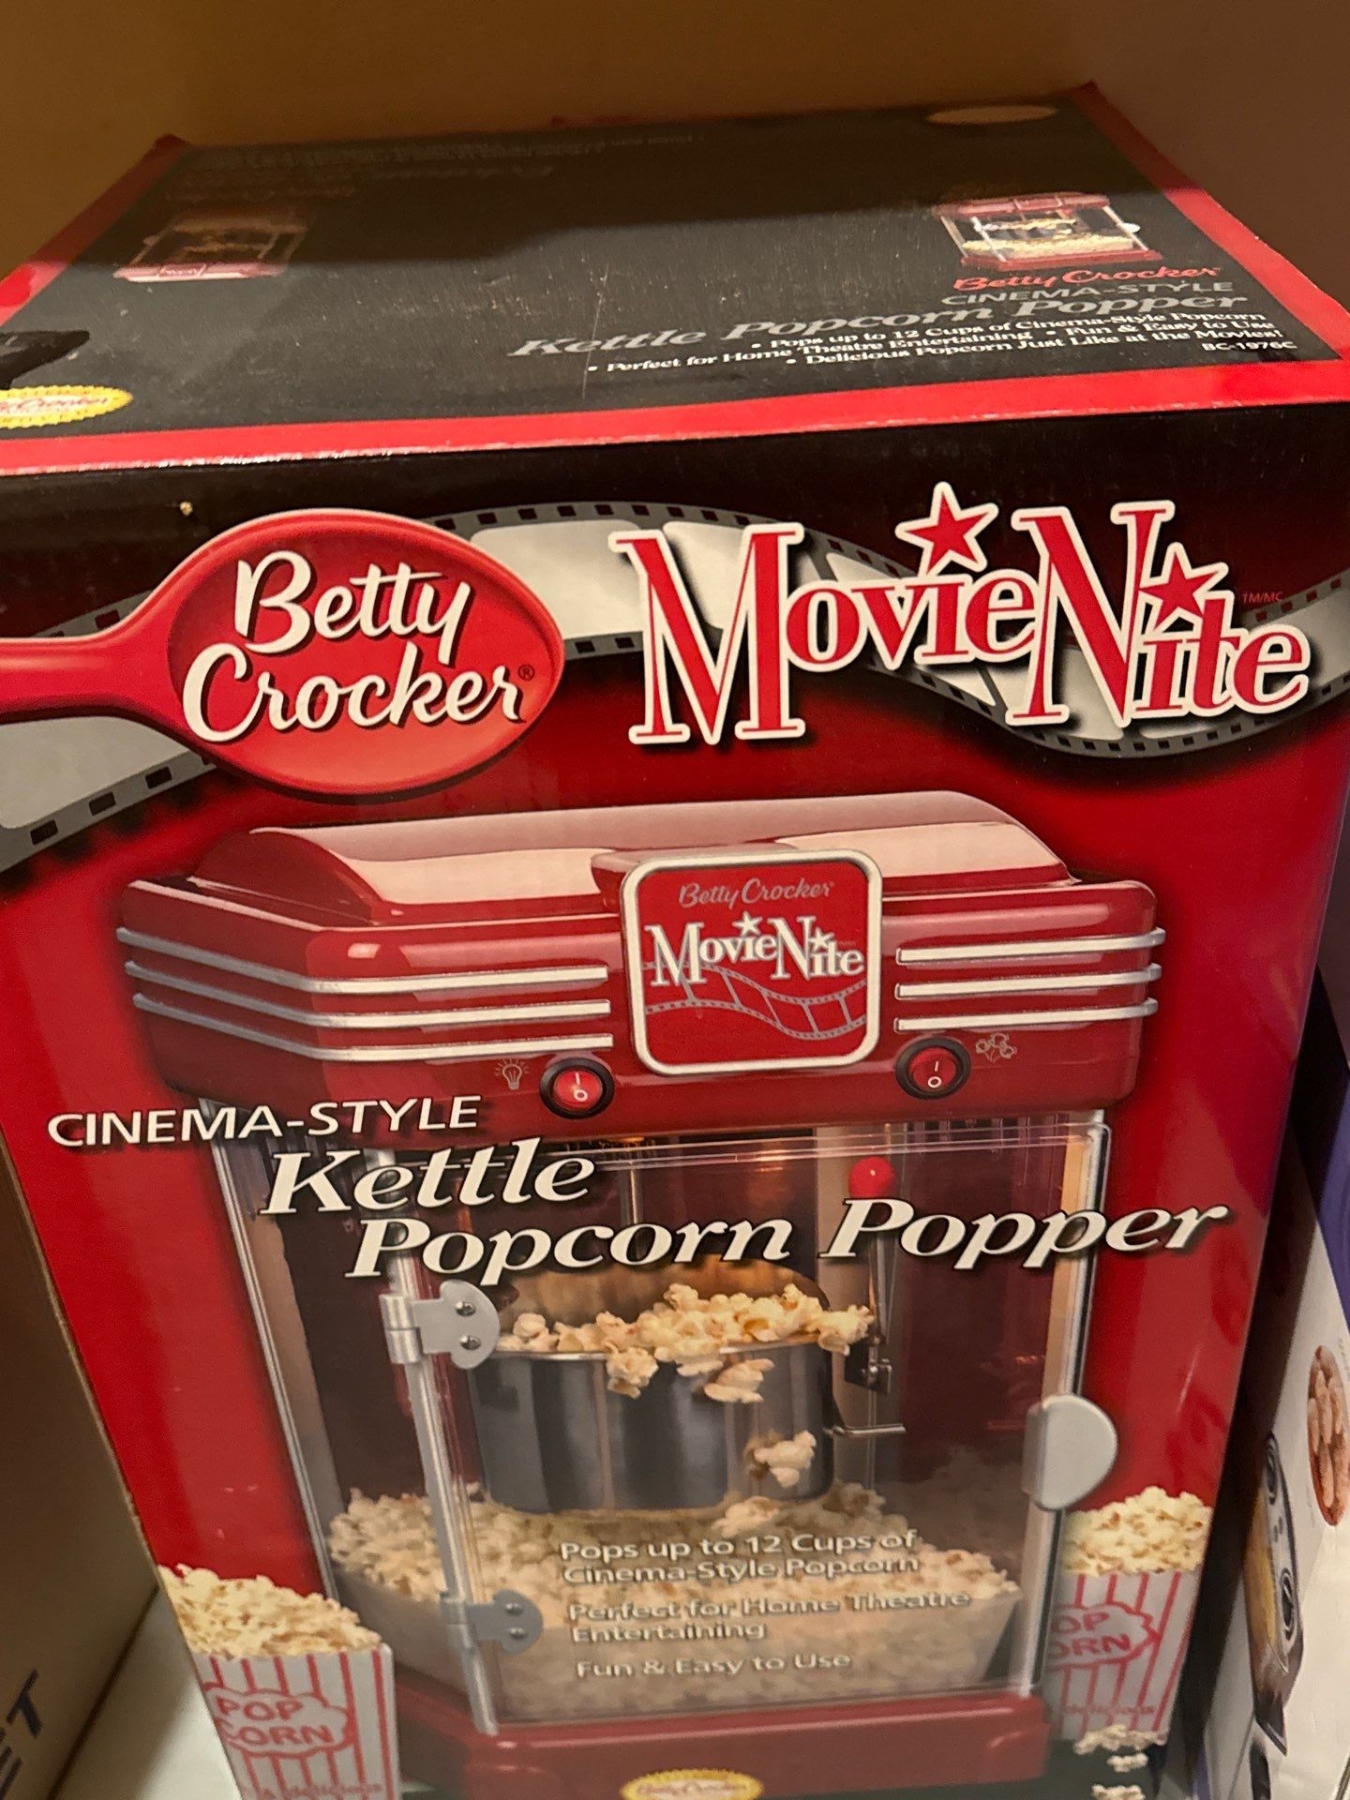 Betty Crocker
CINEMA-STYLE
Kettle Popcorn Popper
• Pops up to 12 Cups of Cinema-Style Popcorn
• Perfect for Home Theatre Entertaining • Fun & Easy to Use
• Delicious Popcorn Just Like at the Movies!
BC-1976C
Betty
Crocker®
MovieNite TM/MC
Betty Crocker
MovieNite
CINEMA-STYLE
Kettle
Popcorn Popper
Pops up to 12 Cups of
Cinema-Style Popcorn
Perfect for Home Theatre
Entertaining
Fun & Easy to Use
POP
CORN
OP
ORN